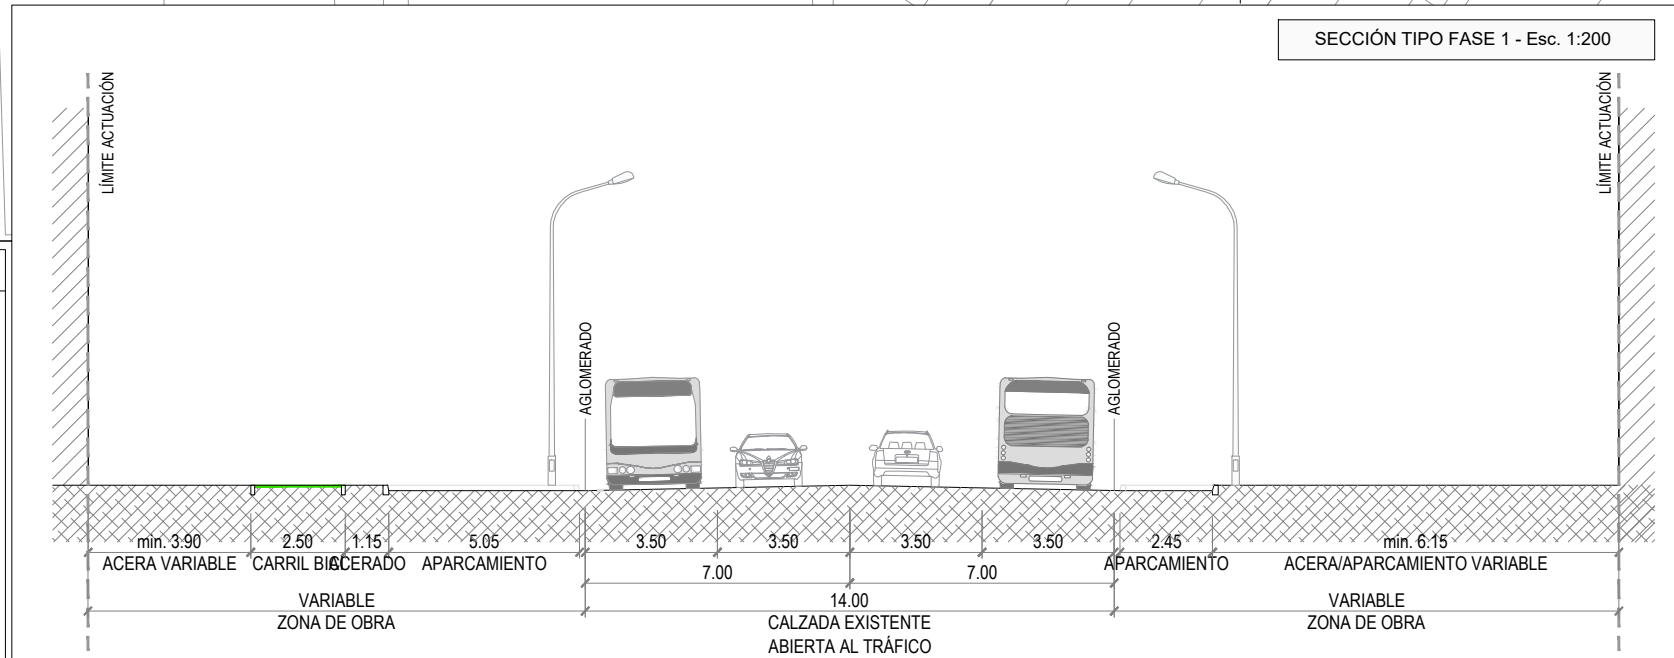 SECCIÓN TIPO FASE 1 - Esc. 1:200
LÍMITE ACTUACIÓN
LÍMITE ACTUACIÓN
AGLOMERADO
AGLOMERADO
min. 3.90 2.50 1.15 5.05 3.50 3.50 3.50 3.50 2.45 min. 6.15
ACERA VARIABLE CARRIL BICI ACERADO APARCAMIENTO APARCAMIENTO ACERA/APARCAMIENTO VARIABLE
7.00 7.00
VARIABLE 14.00 VARIABLE
ZONA DE OBRA CALZADA EXISTENTE ZONA DE OBRA
ABIERTA AL TRÁFICO